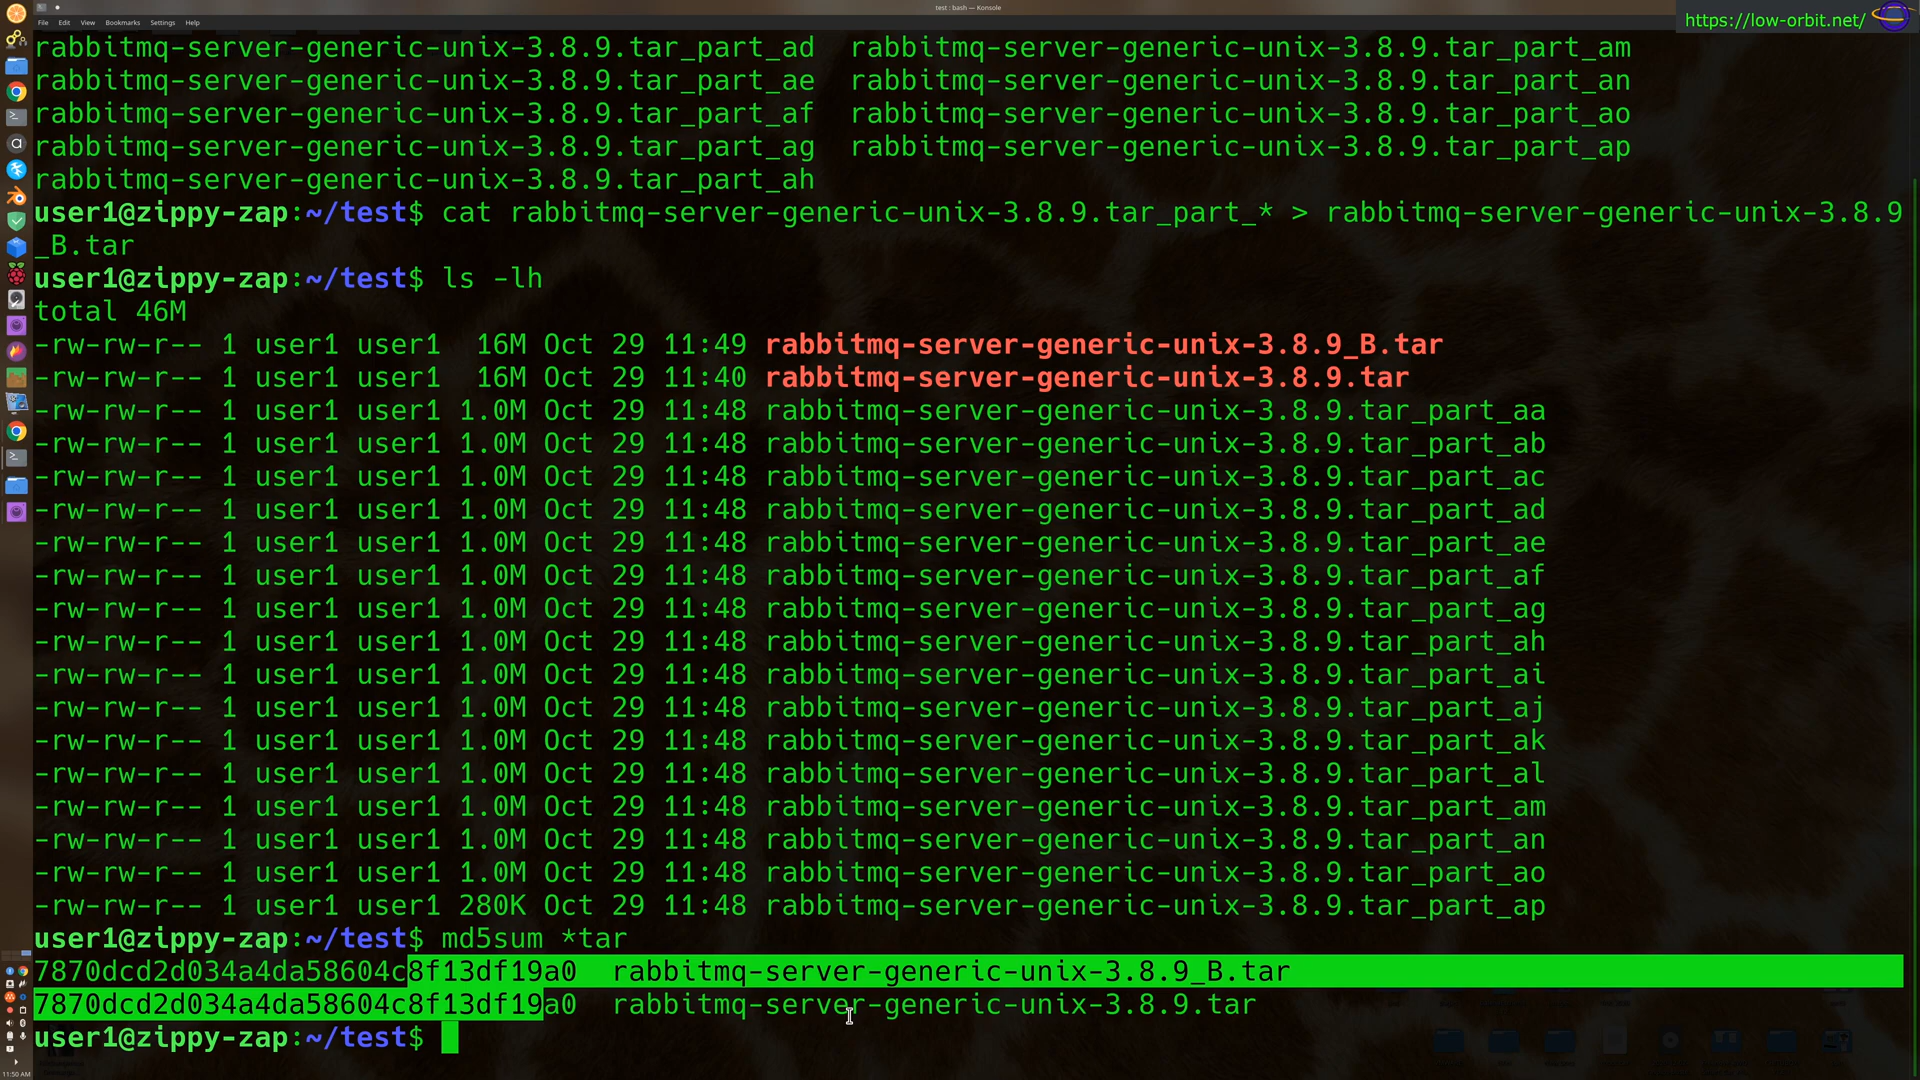 test : bash — Konsole
File Edit View Bookmarks Settings Help
https://low-orbit.net/
rabbitmq-server-generic-unix-3.8.9.tar_part_ad  rabbitmq-server-generic-unix-3.8.9.tar_part_am
rabbitmq-server-generic-unix-3.8.9.tar_part_ae  rabbitmq-server-generic-unix-3.8.9.tar_part_an
rabbitmq-server-generic-unix-3.8.9.tar_part_af  rabbitmq-server-generic-unix-3.8.9.tar_part_ao
rabbitmq-server-generic-unix-3.8.9.tar_part_ag  rabbitmq-server-generic-unix-3.8.9.tar_part_ap
rabbitmq-server-generic-unix-3.8.9.tar_part_ah
user1@zippy-zap:~/test$ cat rabbitmq-server-generic-unix-3.8.9.tar_part_* > rabbitmq-server-generic-unix-3.8.9
_B.tar
user1@zippy-zap:~/test$ ls -lh
total 46M
-rw-rw-r-- 1 user1 user1  16M Oct 29 11:49 rabbitmq-server-generic-unix-3.8.9_B.tar
-rw-rw-r-- 1 user1 user1  16M Oct 29 11:40 rabbitmq-server-generic-unix-3.8.9.tar
-rw-rw-r-- 1 user1 user1 1.0M Oct 29 11:48 rabbitmq-server-generic-unix-3.8.9.tar_part_aa
-rw-rw-r-- 1 user1 user1 1.0M Oct 29 11:48 rabbitmq-server-generic-unix-3.8.9.tar_part_ab
-rw-rw-r-- 1 user1 user1 1.0M Oct 29 11:48 rabbitmq-server-generic-unix-3.8.9.tar_part_ac
-rw-rw-r-- 1 user1 user1 1.0M Oct 29 11:48 rabbitmq-server-generic-unix-3.8.9.tar_part_ad
-rw-rw-r-- 1 user1 user1 1.0M Oct 29 11:48 rabbitmq-server-generic-unix-3.8.9.tar_part_ae
-rw-rw-r-- 1 user1 user1 1.0M Oct 29 11:48 rabbitmq-server-generic-unix-3.8.9.tar_part_af
-rw-rw-r-- 1 user1 user1 1.0M Oct 29 11:48 rabbitmq-server-generic-unix-3.8.9.tar_part_ag
-rw-rw-r-- 1 user1 user1 1.0M Oct 29 11:48 rabbitmq-server-generic-unix-3.8.9.tar_part_ah
-rw-rw-r-- 1 user1 user1 1.0M Oct 29 11:48 rabbitmq-server-generic-unix-3.8.9.tar_part_ai
-rw-rw-r-- 1 user1 user1 1.0M Oct 29 11:48 rabbitmq-server-generic-unix-3.8.9.tar_part_aj
-rw-rw-r-- 1 user1 user1 1.0M Oct 29 11:48 rabbitmq-server-generic-unix-3.8.9.tar_part_ak
-rw-rw-r-- 1 user1 user1 1.0M Oct 29 11:48 rabbitmq-server-generic-unix-3.8.9.tar_part_al
-rw-rw-r-- 1 user1 user1 1.0M Oct 29 11:48 rabbitmq-server-generic-unix-3.8.9.tar_part_am
-rw-rw-r-- 1 user1 user1 1.0M Oct 29 11:48 rabbitmq-server-generic-unix-3.8.9.tar_part_an
-rw-rw-r-- 1 user1 user1 1.0M Oct 29 11:48 rabbitmq-server-generic-unix-3.8.9.tar_part_ao
-rw-rw-r-- 1 user1 user1 280K Oct 29 11:48 rabbitmq-server-generic-unix-3.8.9.tar_part_ap
user1@zippy-zap:~/test$ md5sum *tar
7870dcd2d034a4da58604c8f13df19a0  rabbitmq-server-generic-unix-3.8.9_B.tar
7870dcd2d034a4da58604c8f13df19a0  rabbitmq-server-generic-unix-3.8.9.tar
user1@zippy-zap:~/test$
11:50 AM